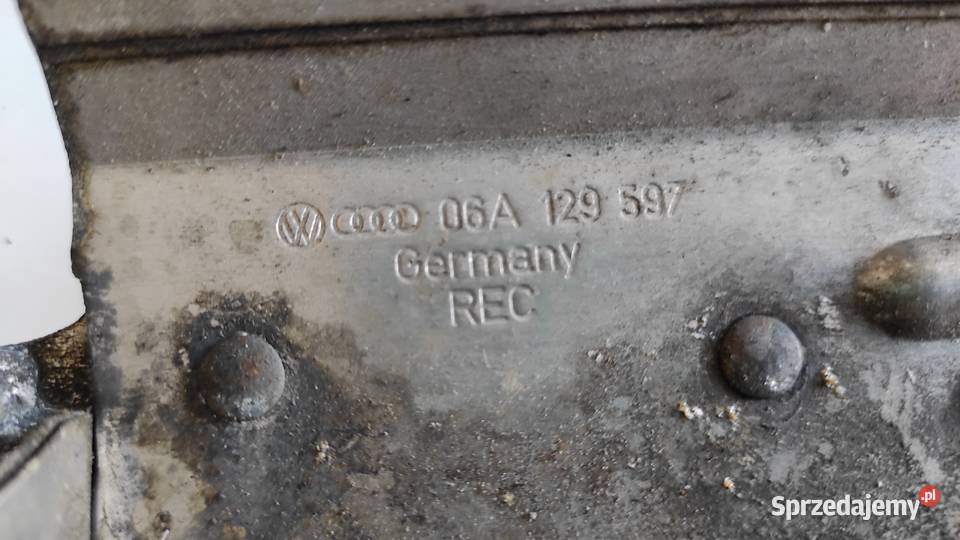 06A 129 597
Germany
REC
Sprzedajemy.pl